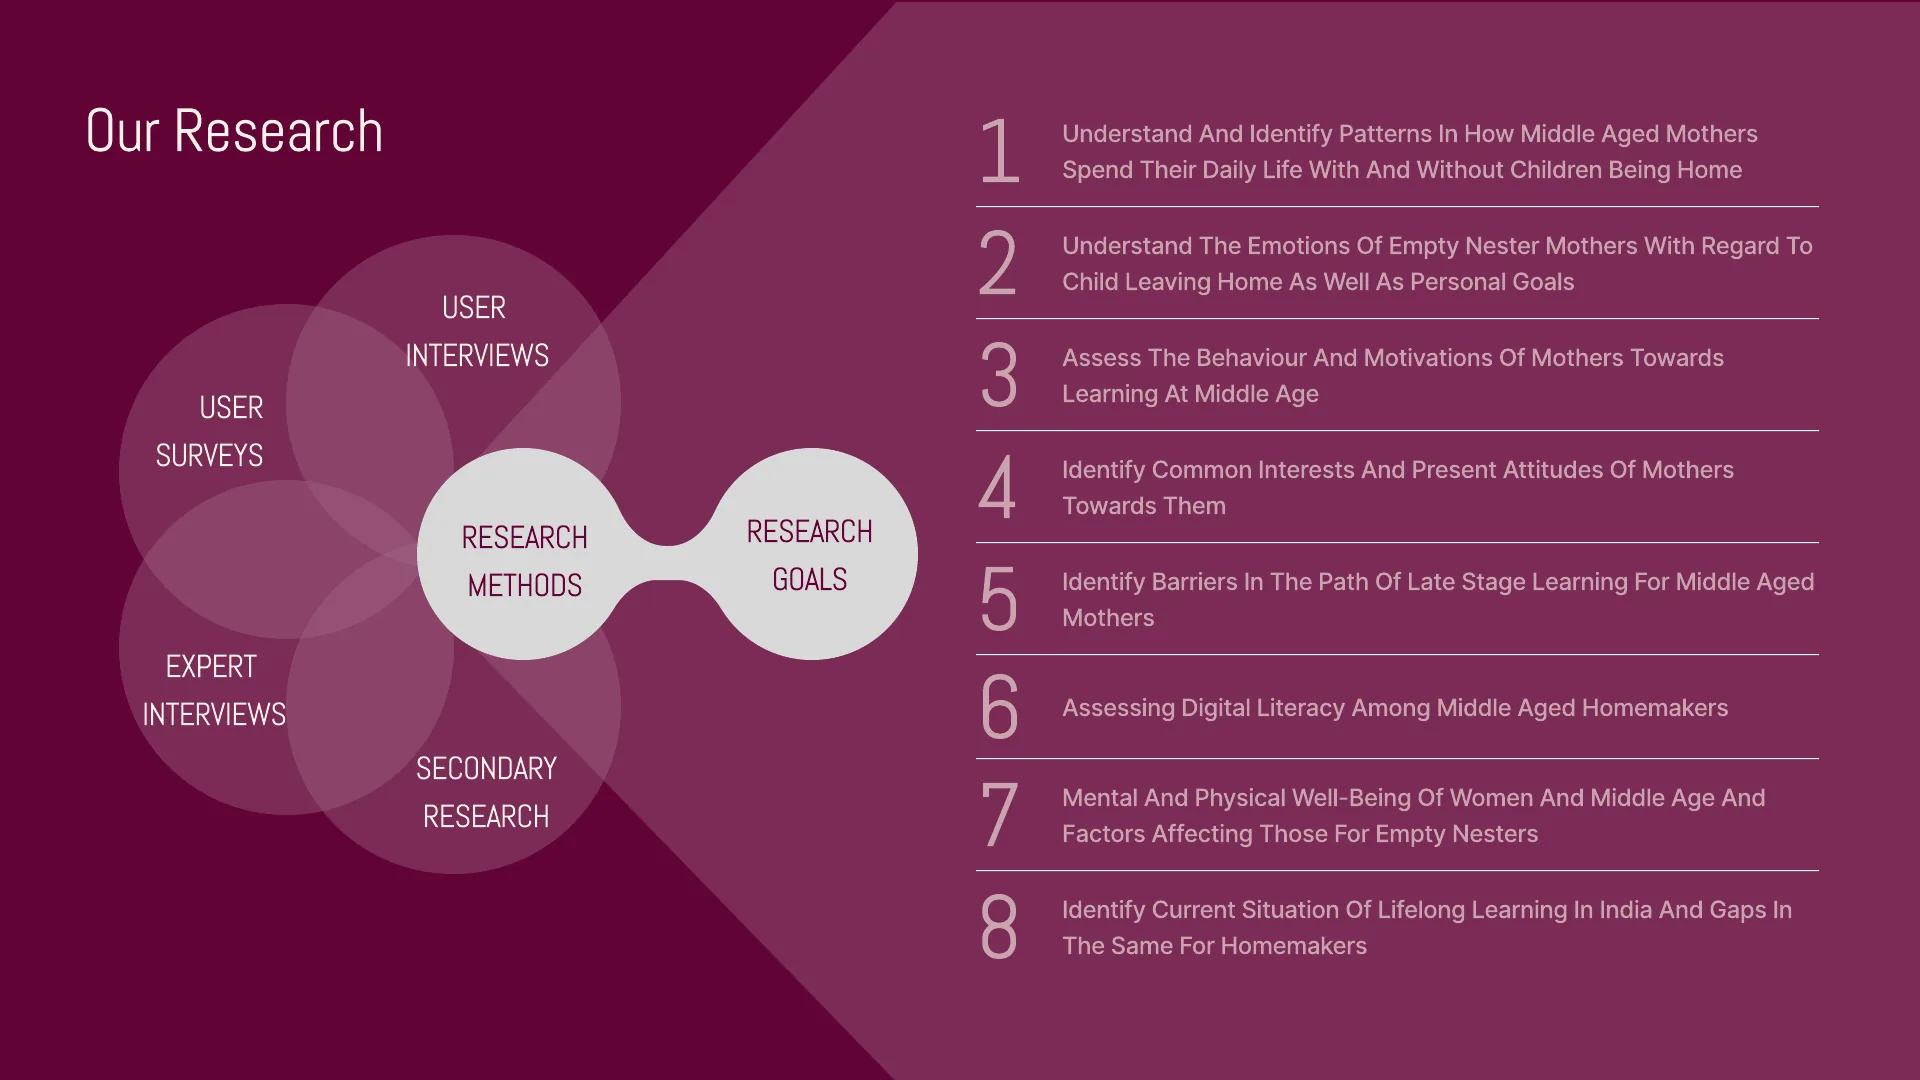 Our Research
USER
INTERVIEWS
USER
SURVEYS
EXPERT
INTERVIEWS
SECONDARY
RESEARCH
RESEARCH
METHODS
RESEARCH
GOALS
1
Understand And Identify Patterns In How Middle Aged Mothers
Spend Their Daily Life With And Without Children Being Home
2
Understand The Emotions Of Empty Nester Mothers With Regard To
Child Leaving Home As Well As Personal Goals
3
Assess The Behaviour And Motivations Of Mothers Towards
Learning At Middle Age
4
Identify Common Interests And Present Attitudes Of Mothers
Towards Them
5
Identify Barriers In The Path Of Late Stage Learning For Middle Aged
Mothers
6
Assessing Digital Literacy Among Middle Aged Homemakers
7
Mental And Physical Well-Being Of Women And Middle Age And
Factors Affecting Those For Empty Nesters
8
Identify Current Situation Of Lifelong Learning In India And Gaps In
The Same For Homemakers